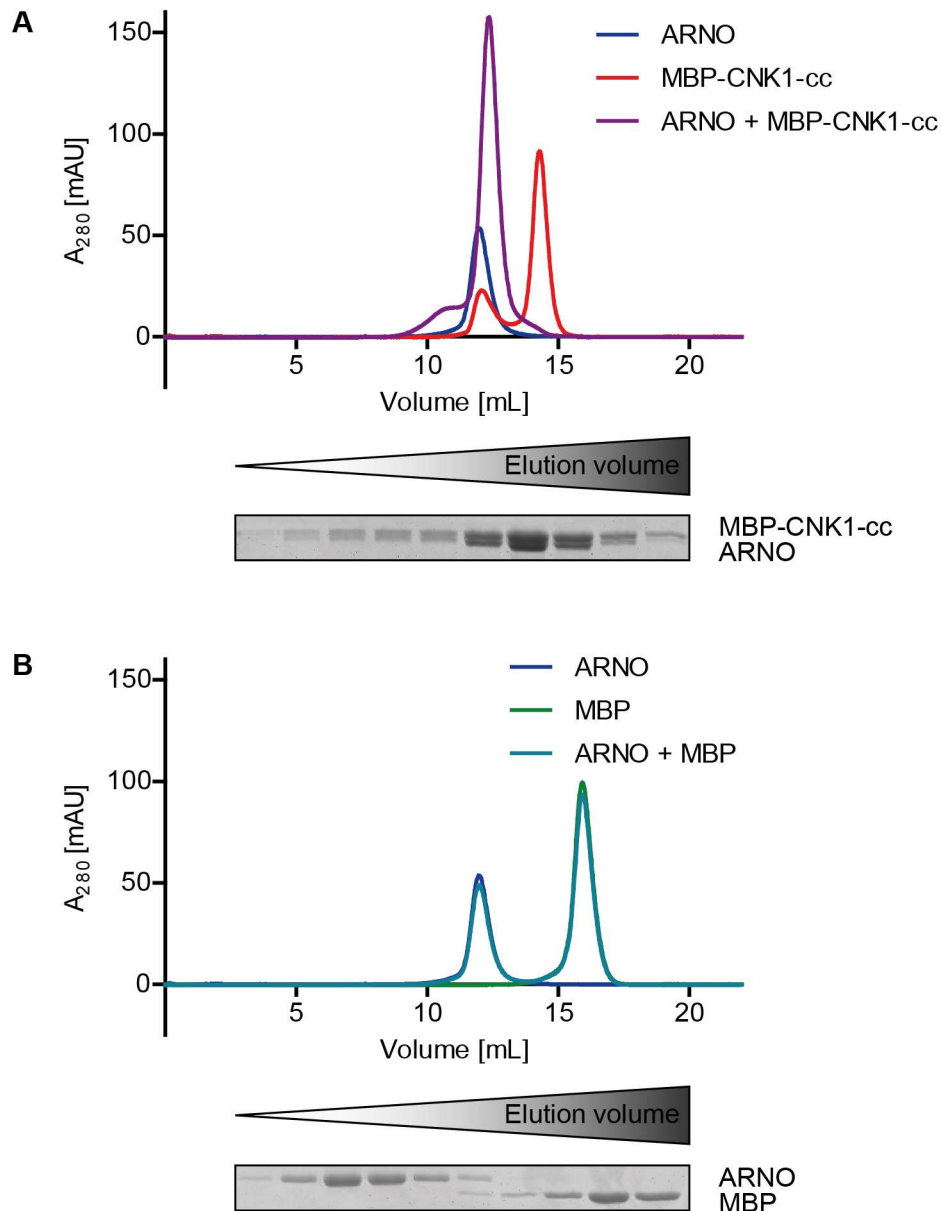 A
150
100
50
0
A280 [mAU]
ARNO
MBP-CNK1-cc
ARNO + MBP-CNK1-cc
5 10 15 20
Volume [mL]
Elution volume
MBP-CNK1-cc
ARNO
B
150
100
50
0
A280 [mAU]
ARNO
MBP
ARNO + MBP
5 10 15 20
Volume [mL]
Elution volume
ARNO
MBP